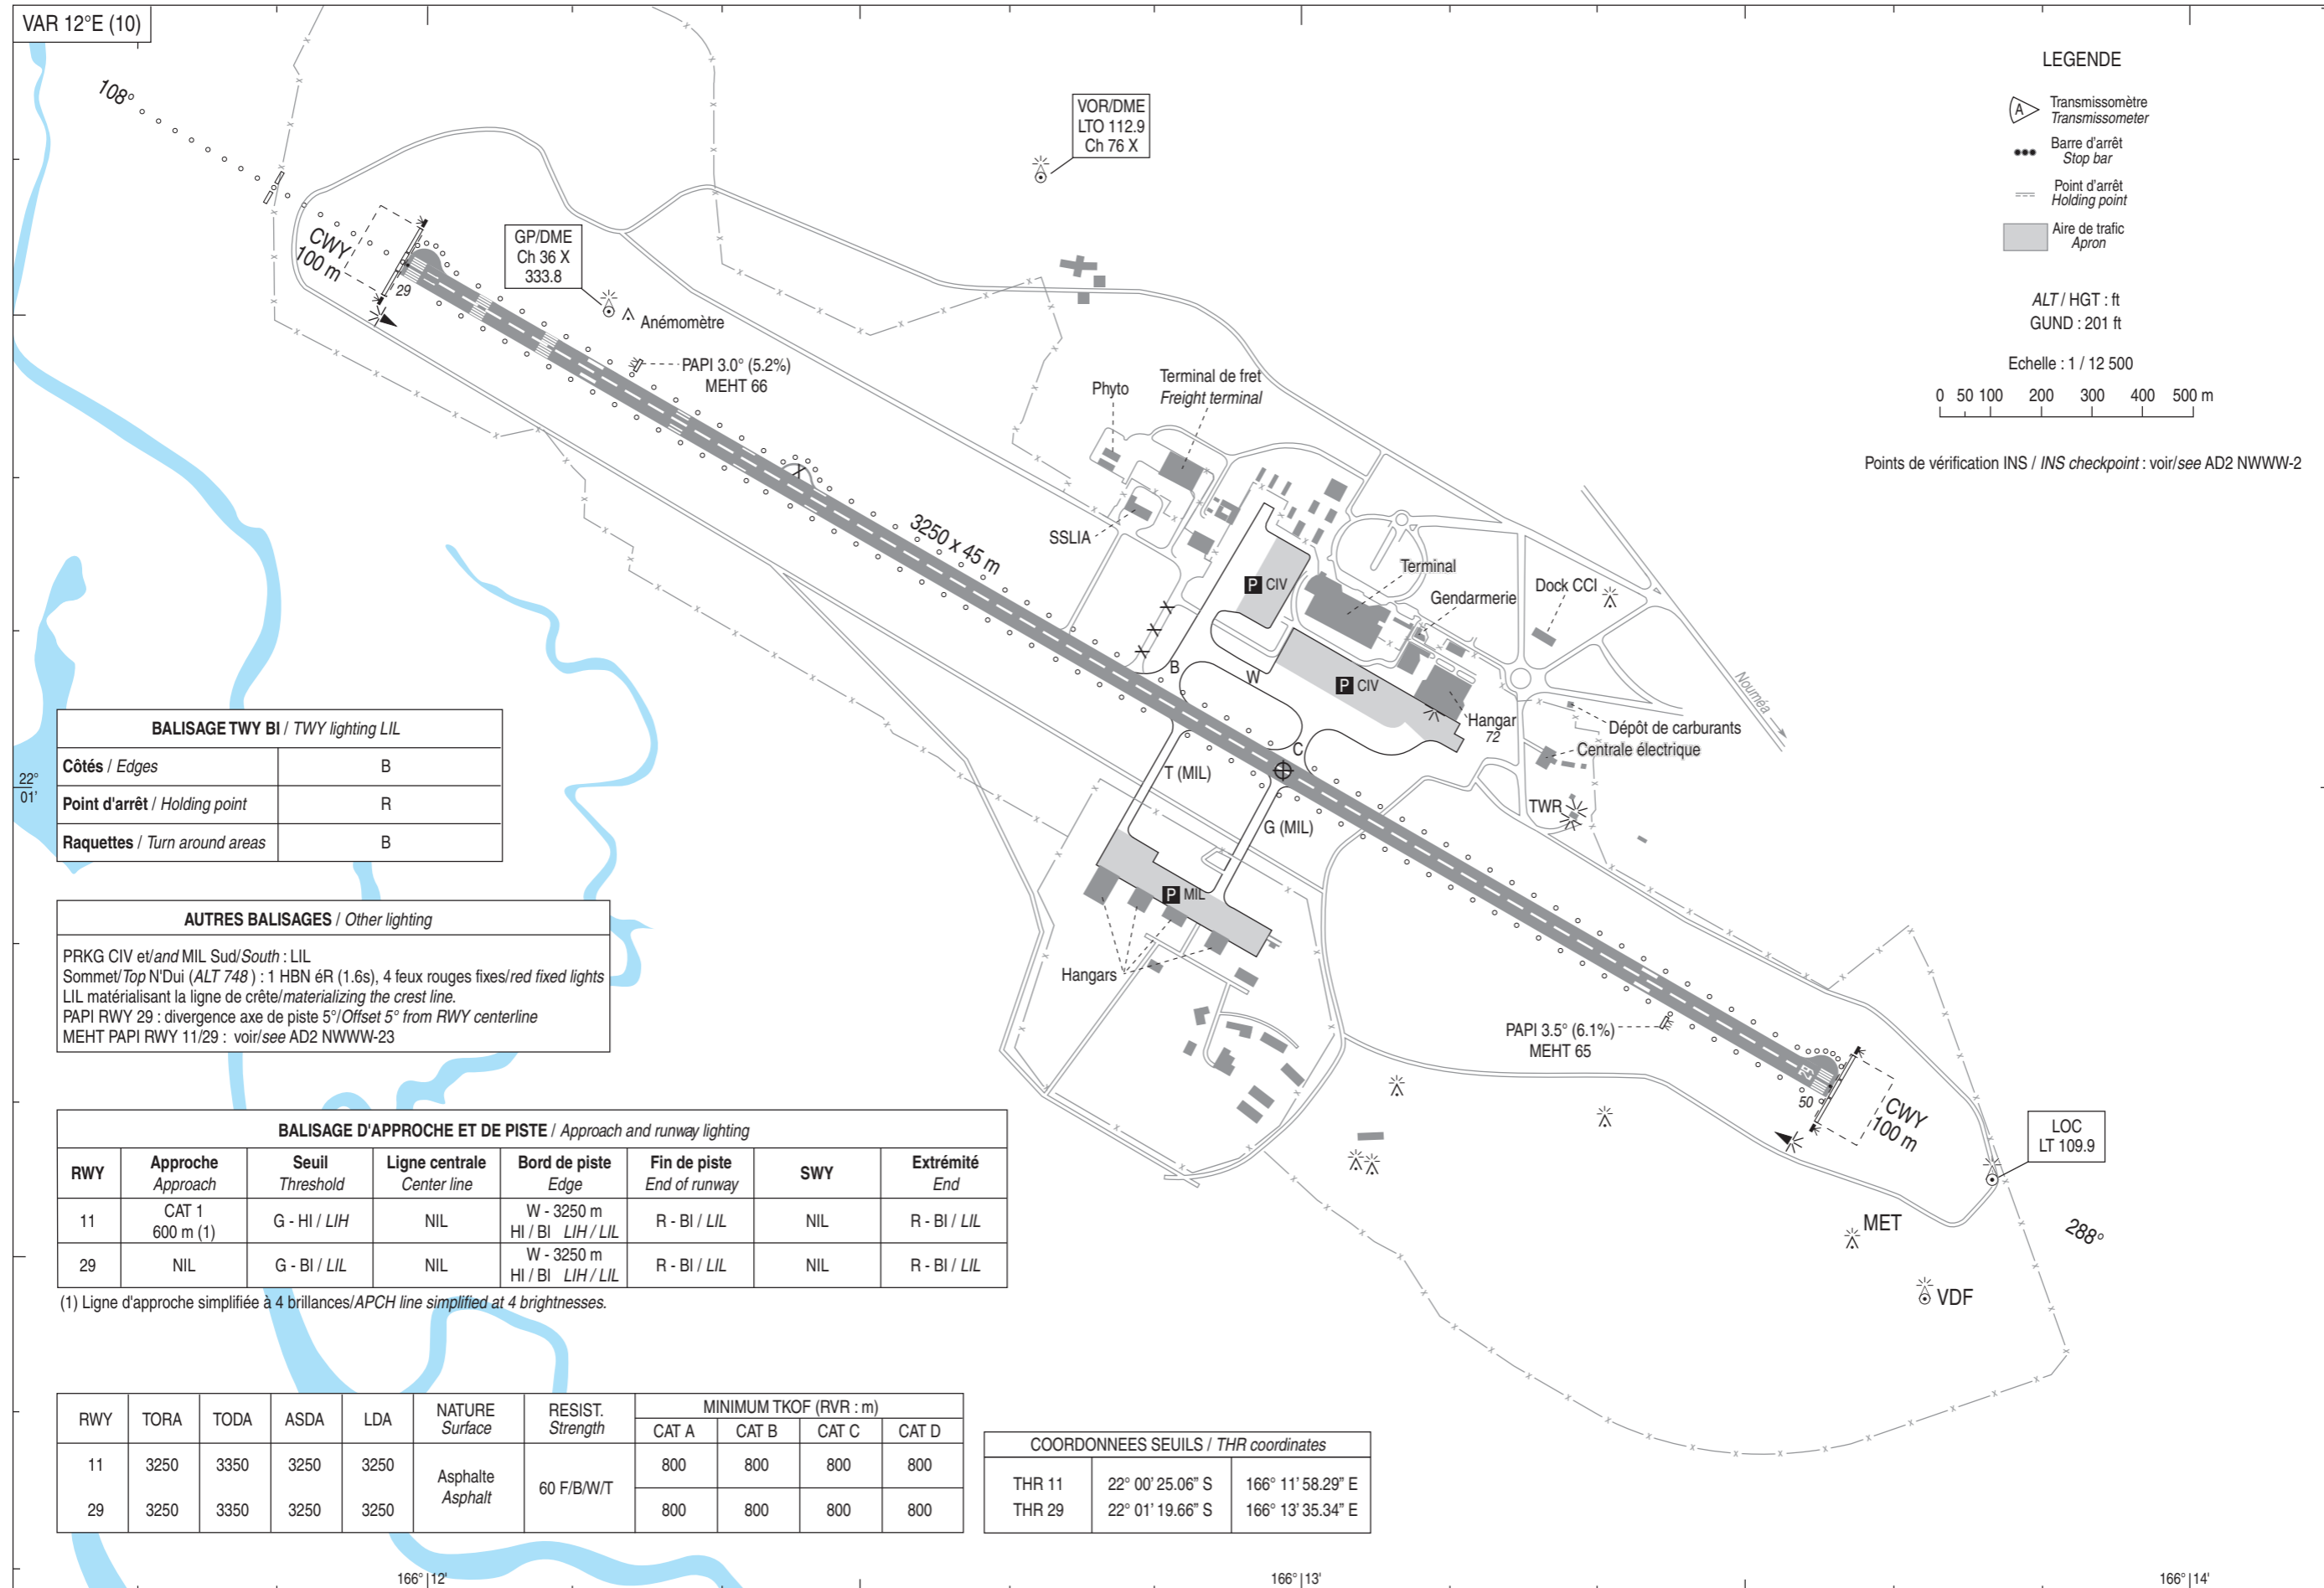 VAR 12°E (10)
108°
VOR/DME
LTO 112.9
Ch 76 X
LEGENDE
A
Transmissomètre
Transmissometer
Barre d'arrêt
Stop bar
Point d'arrêt
Holding point
Aire de trafic
Apron
ALT / HGT : ft
GUND : 201 ft
Echelle : 1 / 12 500
0 50 100 200 300 400 500 m
Points de vérification INS / INS checkpoint : voir/see AD2 NWWW-2
CWY
100 m
29
GP/DME
Ch 36 X
333.8
Anémomètre
PAPI 3.0° (5.2%)
MEHT 66
Phyto
Terminal de fret
Freight terminal
SSLIA
3250 x 45 m
P CIV
Terminal
Gendarmerie
Dock CCI
Nouméa
B
W
P CIV
Hangar
72
Dépôt de carburants
Centrale électrique
C
T (MIL)
G (MIL)
TWR
P MIL
Hangars
PAPI 3.5° (6.1%)
MEHT 65
29
50
CWY
100 m
LOC
LT 109.9
MET
VDF
288°
22°
01'
BALISAGE TWY BI / TWY lighting LIL
Côtés / Edges B
Point d'arrêt / Holding point R
Raquettes / Turn around areas B
AUTRES BALISAGES / Other lighting
PRKG CIV et/and MIL Sud/South : LIL
Sommet/Top N'Dui (ALT 748 ) : 1 HBN éR (1.6s), 4 feux rouges fixes/red fixed lights
LIL matérialisant la ligne de crête/materializing the crest line.
PAPI RWY 29 : divergence axe de piste 5°/Offset 5° from RWY centerline
MEHT PAPI RWY 11/29 : voir/see AD2 NWWW-23
BALISAGE D'APPROCHE ET DE PISTE / Approach and runway lighting
RWY Approche Seuil Ligne centrale Bord de piste Fin de piste SWY Extrémité
Approach Threshold Center line Edge End of runway End
11 CAT 1 600 m (1) G - HI / LIH NIL W - 3250 m HI / BI LIH / LIL R - BI / LIL NIL R - BI / LIL
29 NIL G - BI / LIL NIL W - 3250 m HI / BI LIH / LIL R - BI / LIL NIL R - BI / LIL
(1) Ligne d'approche simplifiée à 4 brillances/APCH line simplified at 4 brightnesses.
RWY TORA TODA ASDA LDA NATURE Surface RESIST. Strength MINIMUM TKOF (RVR : m)
CAT A CAT B CAT C CAT D
11 3250 3350 3250 3250 Asphalte Asphalt 60 F/B/W/T 800 800 800 800
29 3250 3350 3250 3250 800 800 800 800
COORDONNEES SEUILS / THR coordinates
THR 11 22° 00' 25.06" S 166° 11' 58.29" E
THR 29 22° 01' 19.66" S 166° 13' 35.34" E
166° 12'
166° 13'
166° 14'